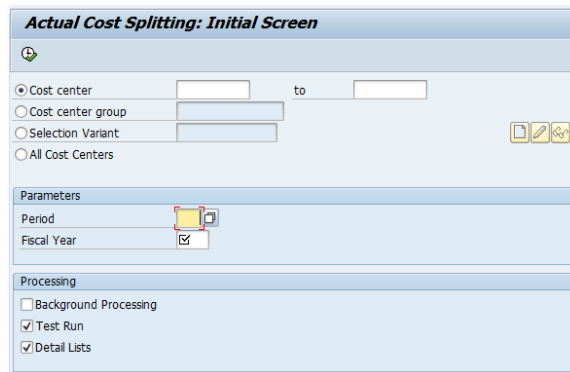 Actual Cost Splitting: Initial Screen
Cost center to
Cost center group
Selection Variant
All Cost Centers
Parameters
Period
Fiscal Year
Processing
Background Processing
Test Run
Detail Lists